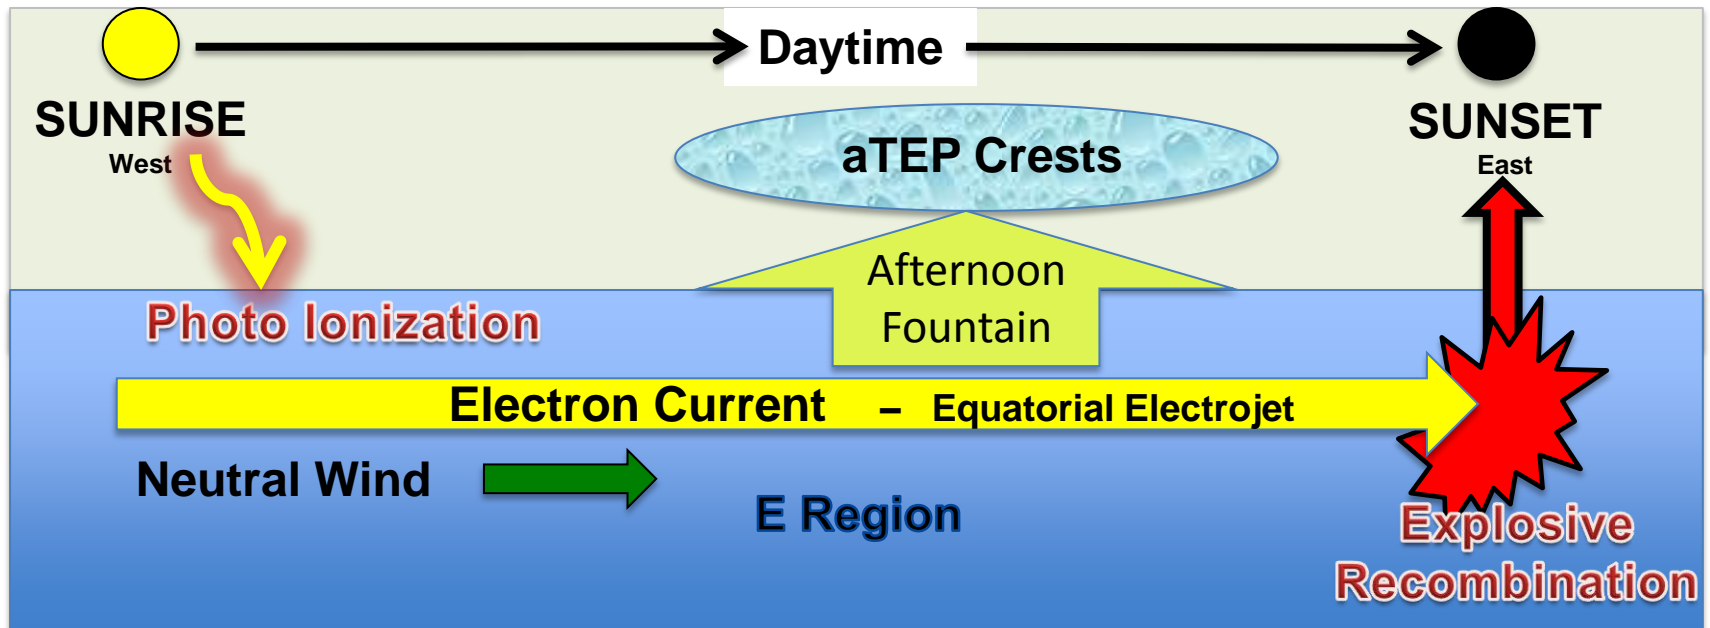 Daytime
SUNRISE
West
SUNSET
East
aTEP Crests
Afternoon
Fountain
Photo Ionization
Electron Current – Equatorial Electrojet
Neutral Wind
E Region
Explosive
Recombination